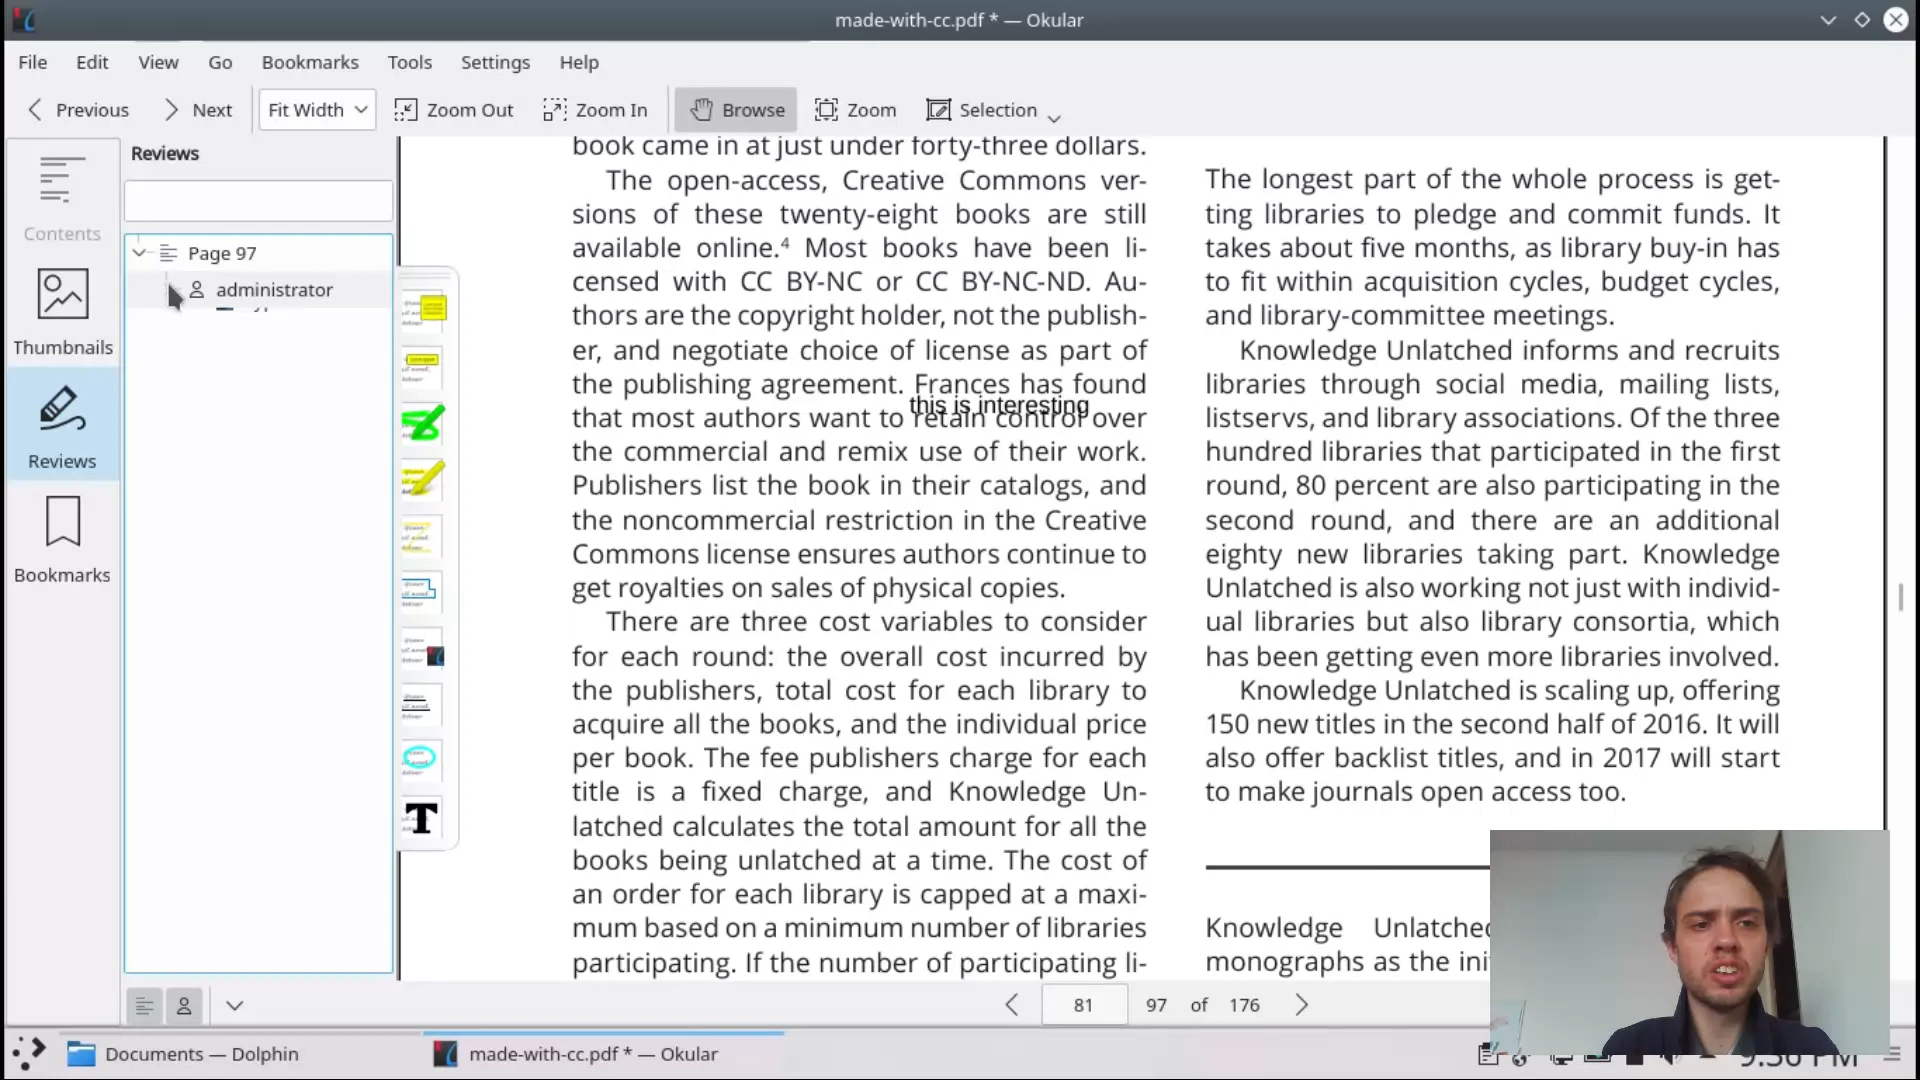 made-with-cc.pdf * — Okular
File Edit View Go Bookmarks Tools Settings Help
Previous Next Fit Width Zoom Out Zoom In Browse Zoom Selection
Contents
Thumbnails
Reviews
Bookmarks
Reviews
Page 97
administrator
book came in at just under forty-three dollars.
The open-access, Creative Commons ver-
sions of these twenty-eight books are still
available online.⁴ Most books have been li-
censed with CC BY-NC or CC BY-NC-ND. Au-
thors are the copyright holder, not the publish-
er, and negotiate choice of license as part of
the publishing agreement. Frances has found
this is interesting
that most authors want to retain control over
the commercial and remix use of their work.
Publishers list the book in their catalogs, and
the noncommercial restriction in the Creative
Commons license ensures authors continue to
get royalties on sales of physical copies.
There are three cost variables to consider
for each round: the overall cost incurred by
the publishers, total cost for each library to
acquire all the books, and the individual price
per book. The fee publishers charge for each
title is a fixed charge, and Knowledge Un-
latched calculates the total amount for all the
books being unlatched at a time. The cost of
an order for each library is capped at a maxi-
mum based on a minimum number of libraries
participating. If the number of participating li-
The longest part of the whole process is get-
ting libraries to pledge and commit funds. It
takes about five months, as library buy-in has
to fit within acquisition cycles, budget cycles,
and library-committee meetings.
Knowledge Unlatched informs and recruits
libraries through social media, mailing lists,
listservs, and library associations. Of the three
hundred libraries that participated in the first
round, 80 percent are also participating in the
second round, and there are an additional
eighty new libraries taking part. Knowledge
Unlatched is also working not just with individ-
ual libraries but also library consortia, which
has been getting even more libraries involved.
Knowledge Unlatched is scaling up, offering
150 new titles in the second half of 2016. It will
also offer backlist titles, and in 2017 will start
to make journals open access too.
Knowledge Unlatched
monographs as the
81 97 of 176
Documents — Dolphin
made-with-cc.pdf * — Okular